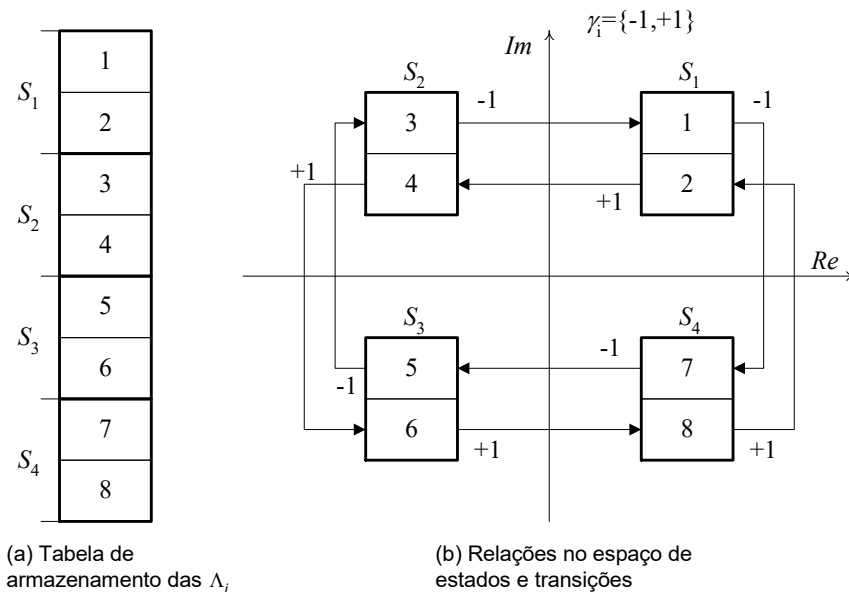 γi={-1,+1}
Im
S1
1
2
S2
3
4
S3
5
6
S4
7
8
S2
-1
S1
-1
3
1
+1
4
+1
2
Re
S3
S4
-1
5
7
-1
6
+1
8
+1
(a) Tabela de
armazenamento das Λi
(b) Relações no espaço de
estados e transições